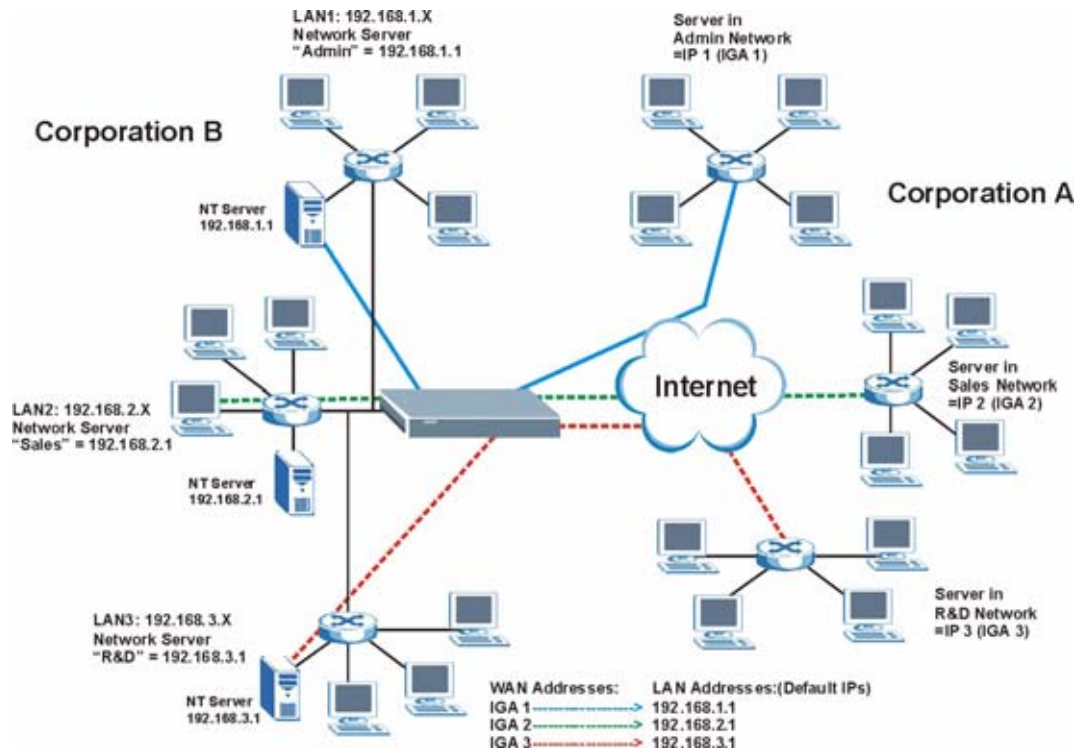 LAN1: 192.168.1.X
Network Server
“Admin” = 192.168.1.1
Server in
Admin Network
=IP 1 (IGA 1)
Corporation B
Corporation A
NT Server
192.168.1.1
Internet
Server in
Sales Network
=IP 2 (IGA 2)
LAN2: 192.168.2.X
Network Server
“Sales” = 192.168.2.1
NT Server
192.168.2.1
Server in
R&D Network
=IP 3 (IGA 3)
LAN3: 192.168.3.X
Network Server
“R&D” = 192.168.3.1
NT Server
192.168.3.1
WAN Addresses: LAN Addresses:(Default IPs)
IGA 1 192.168.1.1
IGA 2 192.168.2.1
IGA 3 192.168.3.1